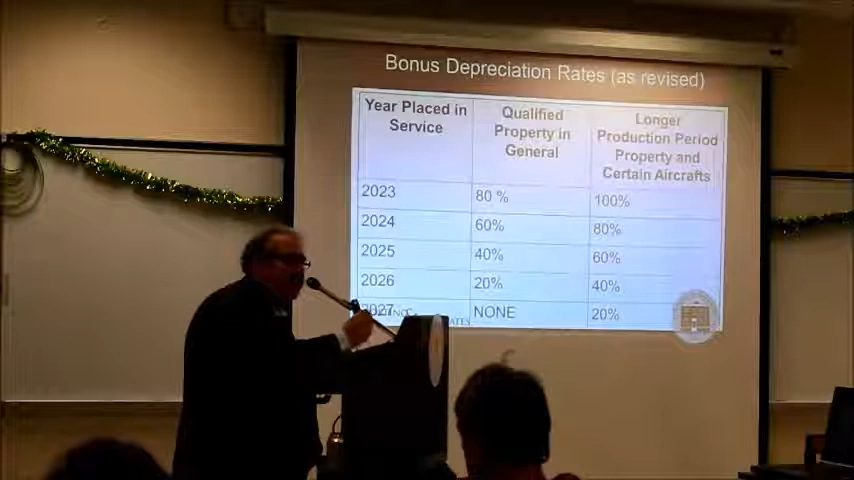 Bonus Depreciation Rates (as revised)
Year Placed in Service
Qualified Property in General
Longer Production Period Property and Certain Aircrafts
2023 80 % 100%
2024 60% 80%
2025 40% 60%
2026 20% 40%
2027 NONE 20%